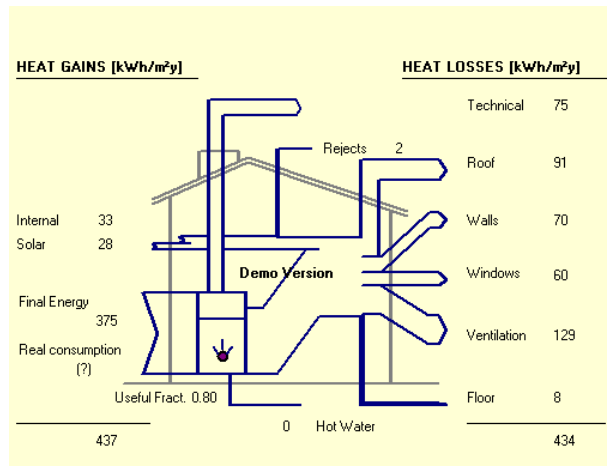 HEAT GAINS [kWh/m²y]
HEAT LOSSES [kWh/m²y]
Technical 75
Rejects 2
Roof 91
Internal 33
Walls 70
Solar 28
Demo Version
Windows 60
Final Energy
375
Ventilation 129
Real consumption
(?)
Useful Fract. 0.80
Floor 8
0 Hot Water
437
434